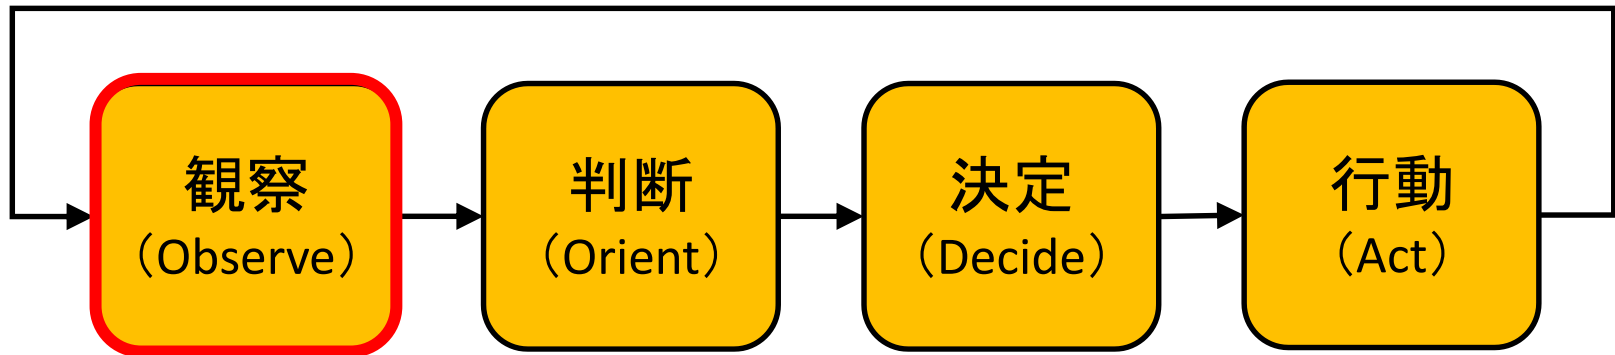 観察
（Observe）
判断
（Orient）
決定
（Decide）
行動
（Act）